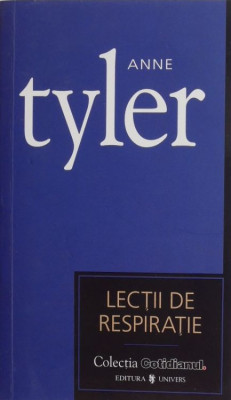 ANNE
tyler
LECȚII DE
RESPIRAȚIE
Colecția Cotidianul.
EDITURA UNIVERS